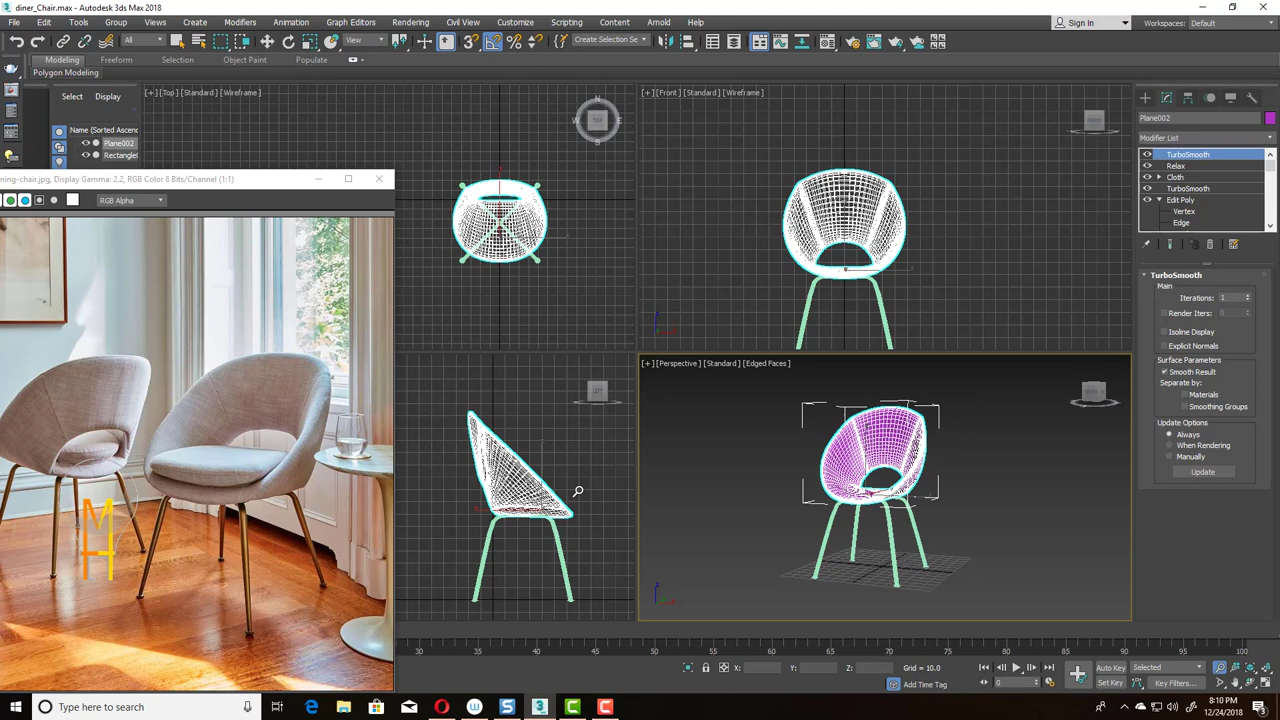 diner_Chair.max - Autodesk 3ds Max 2018
File Edit Tools Group Views Create Modifiers Animation Graph Editors Rendering Civil View Customize Scripting Content Arnold Help
Sign In
Workspaces: Default
All
View
Create Selection Se
Modeling Freeform Selection Object Paint Populate
Polygon Modeling
Select Display
Name (Sorted Ascen
Plane002
Rectangle
[+] [Top] [Standard] [Wireframe]
[+] [Front] [Standard] [Wireframe]
[+] [Perspective] [Standard] [Edged Faces]
N
W
E
S
TOP
FRONT
LEFT
ning-chair.jpg, Display Gamma: 2.2, RGB Color 8 Bits/Channel (1:1)
RGB Alpha
Plane002
Modifier List
TurboSmooth
Relax
Cloth
TurboSmooth
Edit Poly
Vertex
Edge
TurboSmooth
Main
Iterations: 1
Render Iters: 0
Isoline Display
Explicit Normals
Surface Parameters
Smooth Result
Separate by:
Materials
Smoothing Groups
Update Options
Always
When Rendering
Manually
Update
30 35 40 45 50 55 60 65 70 75 80 85 90 95 100
X: Y: Z: Grid = 10.0
Add Time Tag
0
Auto Key Selected
Set Key Key Filters...
Type here to search
8:10 PM
12/24/2018